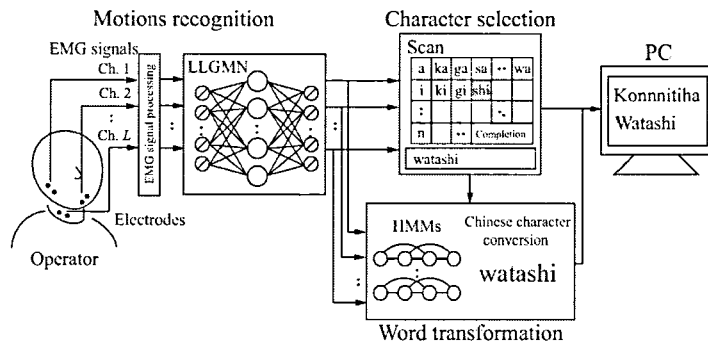 Motions recognition
Character selection
EMG signals
Ch. 1
Ch. 2
:
Ch. L
EMG signal processing
LLGMN
Scan
a ka ga sa ·· wa
i ki gi shi
n ·· Completion
watashi
PC
Konnnitiha
Watashi
Electrodes
Operator
HMMs
Chinese character
conversion
watashi
Word transformation